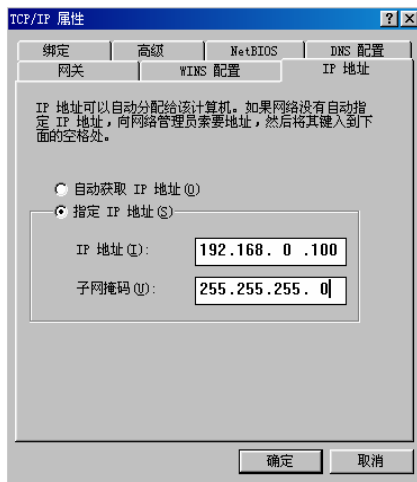 TCP/IP 属性
绑定 高级 NetBIOS DNS 配置
网关 WINS 配置 IP 地址
IP 地址可以自动分配给该计算机。如果网络没有自动指
定 IP 地址，向网络管理员索要地址，然后将其键入到下
面的空格处。
自动获取 IP 地址(O)
指定 IP 地址(S)
IP 地址(I): 192.168. 0 .100
子网掩码(U): 255.255.255. 0
确定 取消